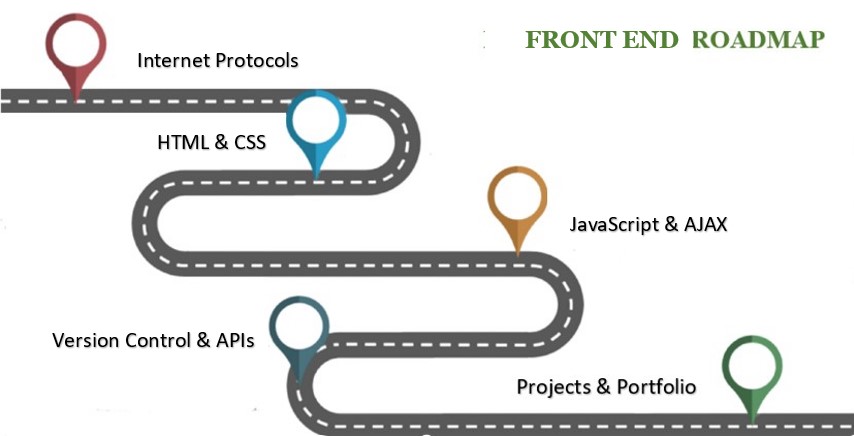 FRONT END ROADMAP
Internet Protocols
HTML & CSS
JavaScript & AJAX
Version Control & APIs
Projects & Portfolio